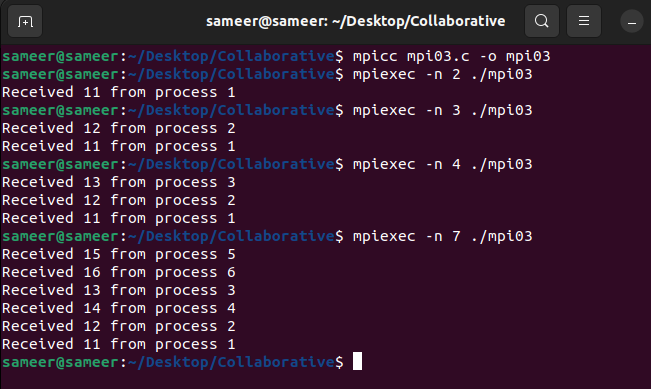 sameer@sameer: ~/Desktop/Collaborative
sameer@sameer:~/Desktop/Collaborative$ mpicc mpi03.c -o mpi03
sameer@sameer:~/Desktop/Collaborative$ mpiexec -n 2 ./mpi03
Received 11 from process 1
sameer@sameer:~/Desktop/Collaborative$ mpiexec -n 3 ./mpi03
Received 12 from process 2
Received 11 from process 1
sameer@sameer:~/Desktop/Collaborative$ mpiexec -n 4 ./mpi03
Received 13 from process 3
Received 12 from process 2
Received 11 from process 1
sameer@sameer:~/Desktop/Collaborative$ mpiexec -n 7 ./mpi03
Received 15 from process 5
Received 16 from process 6
Received 13 from process 3
Received 14 from process 4
Received 12 from process 2
Received 11 from process 1
sameer@sameer:~/Desktop/Collaborative$